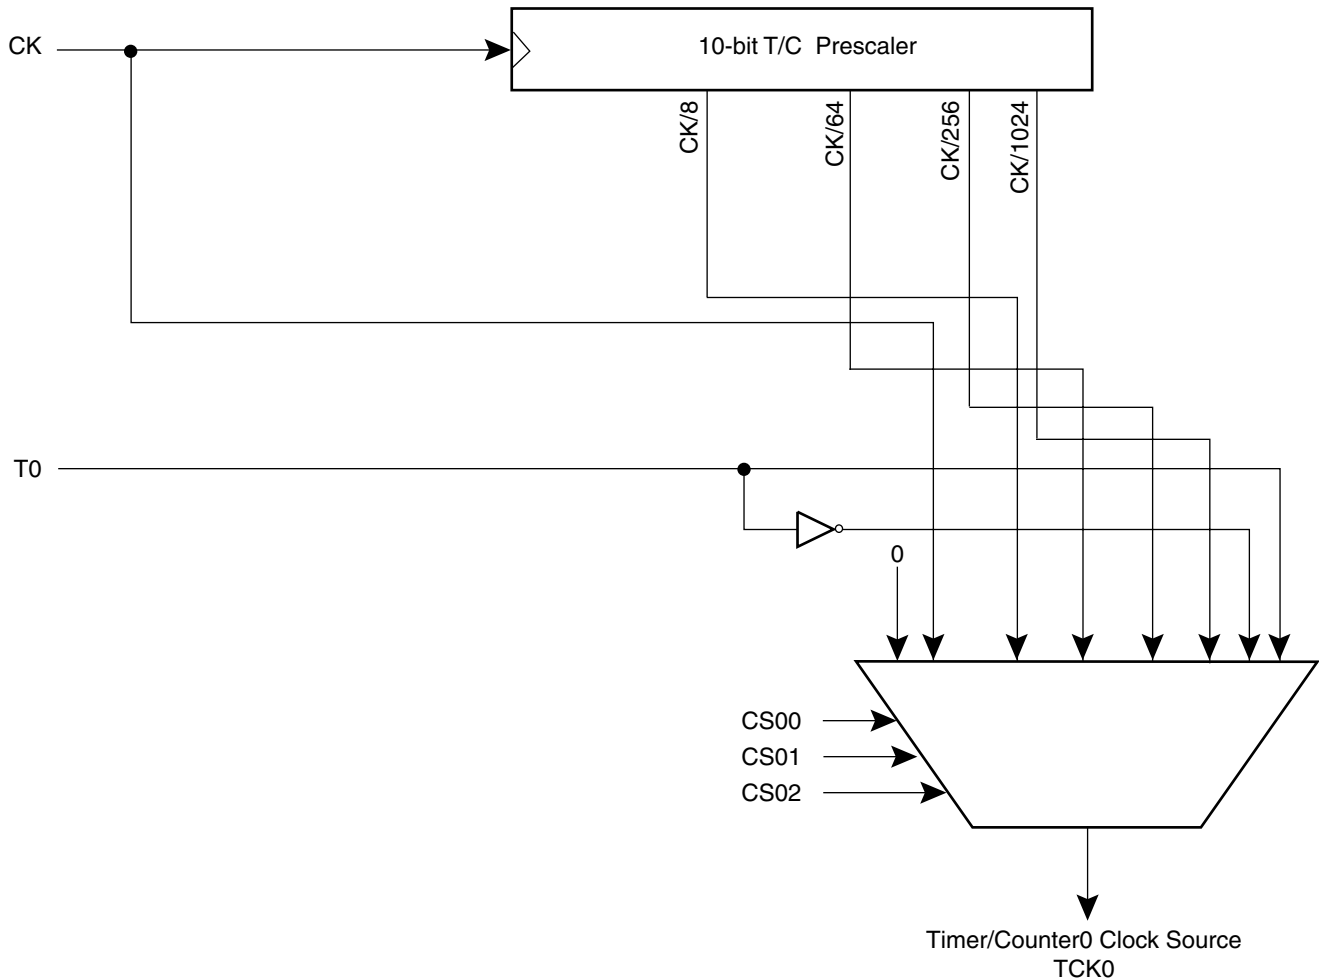 CK
10-bit T/C Prescaler
CK/8
CK/64
CK/256
CK/1024
T0
0
CS00
CS01
CS02
Timer/Counter0 Clock Source
TCK0